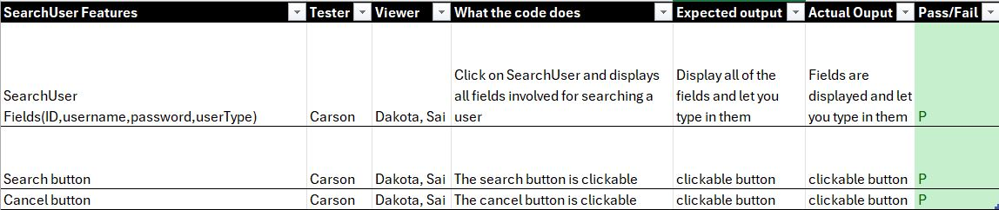 SearchUser Features Tester Viewer What the code does Expected output Actual Ouput Pass/Fail
Click on SearchUser and displays Display all of the Fields are
SearchUser all fields involved for searching a fields and let you displayed and let
Fields(ID,username,password,userType) Carson Dakota, Sai user type in them you type in them P
Search button Carson Dakota, Sai The search button is clickable clickable button clickable button P
Cancel button Carson Dakota, Sai The cancel button is clickable clickable button clickable button P